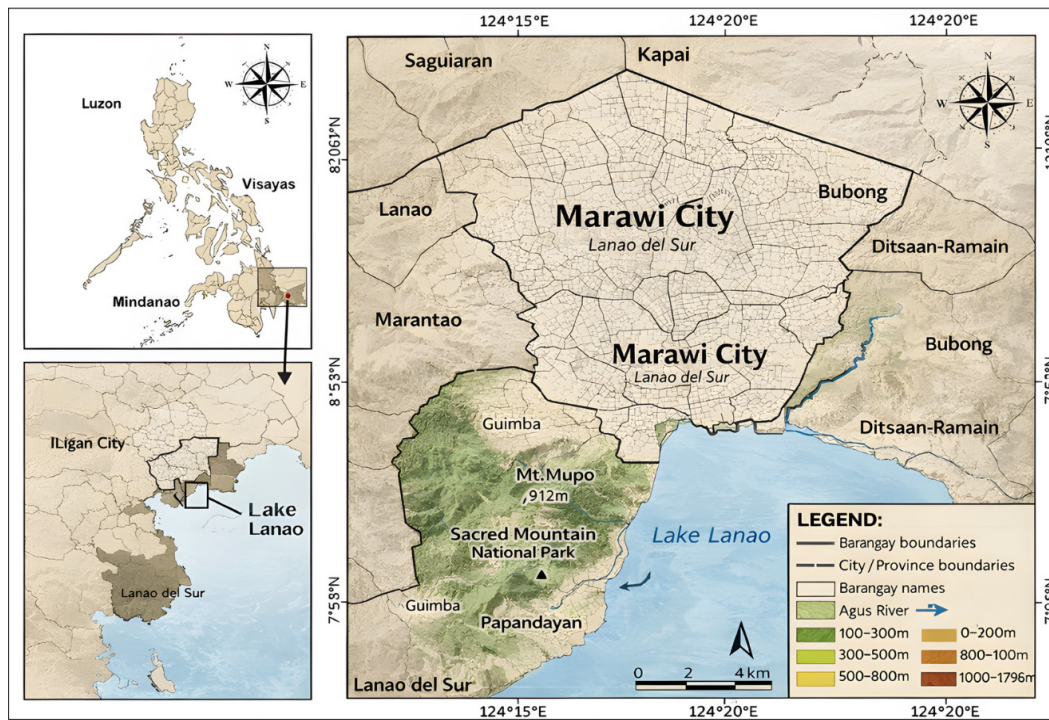 Luzon
Visayas
Mindanao
N
W
E
S
ILigan City
Lake
Lanao
Lanao del Sur
124°15°E
124°20°E
124°20°E
Saguiaran
Kapai
N
W
E
S
Lanao
Bubong
Marawi City
Lanao del Sur
Ditsaan-Ramain
Marantao
Marawi City
Lanao del Sur
Bubong
8°53°N
Guimba
Ditsaan-Ramain
Mt.Mupo
912m
Sacred Mountain
National Park
Lake Lanao
7°58°N
Guimba
Papandayan
Lanao del Sur
0 2 4 km
LEGEND:
Barangay boundaries
City / Province boundaries
Barangay names
Agus River
100–300m
0–200m
300–500m
800–100m
500–800m
1000–1796m
124°15°E
124°20°E
124°20°E